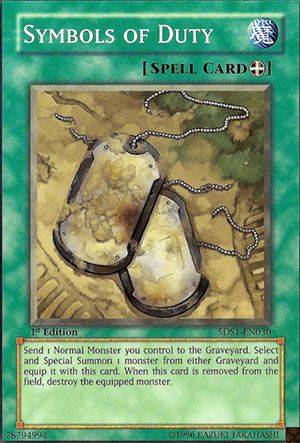 SYMBOLS OF DUTY
[SPELL CARD]
1st Edition
SDS1-EN030
Send 1 Normal Monster you control to the Graveyard. Select
and Special Summon 1 monster from either Graveyard and
equip it with this card. When this card is removed from the
field, destroy the equipped monster.
78794994
©1996 KAZUKI TAKAHASHI